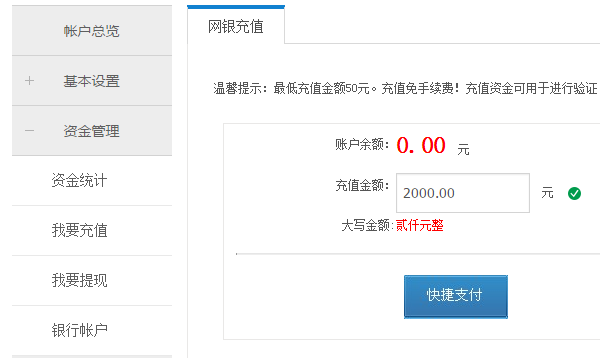 帐户总览
+ 基本设置
− 资金管理
资金统计
我要充值
我要提现
银行帐户
网银充值
温馨提示：最低充值金额50元。充值免手续费！充值资金可用于进行验证
账户余额： 0.00 元
充值金额： 2000.00 元
大写金额:贰仟元整
快捷支付